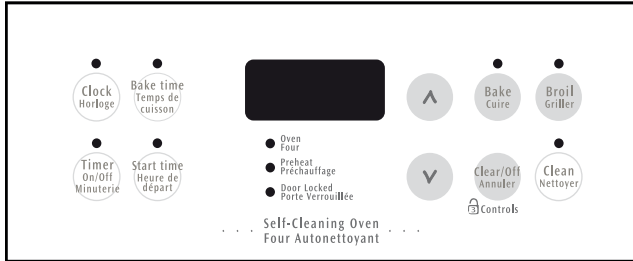 Clock
Horloge
Bake time
Temps de
cuisson
Bake
Cuire
Broil
Griller
Oven
Four
Preheat
Préchauffage
Door Locked
Porte Verrouillée
Timer
On/Off
Minuterie
Start time
Heure de
départ
Clear/Off
Annuler
3 Controls
Clean
Nettoyer
. . . Self-Cleaning Oven . . .
Four Autonettoyant